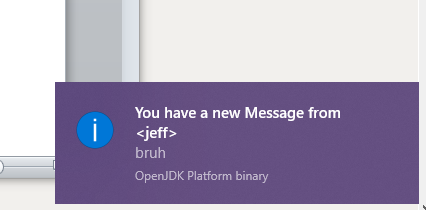 You have a new Message from
<jeff>
bruh
OpenJDK Platform binary